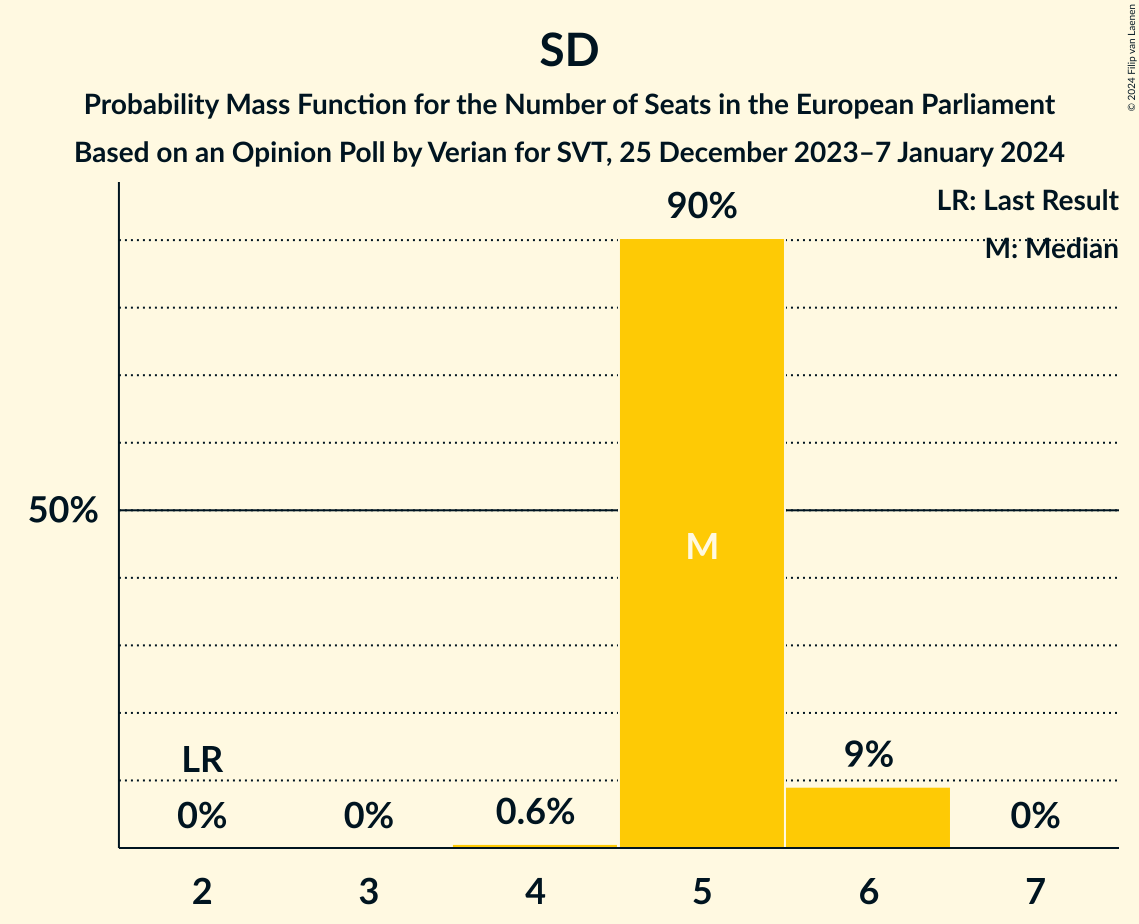 SD
Probability Mass Function for the Number of Seats in the European Parliament
Based on an Opinion Poll by Verian for SVT, 25 December 2023–7 January 2024
© 2024 Filip van Laenen
LR: Last Result
M: Median
90%
50%
M
LR
9%
0%
0%
0.6%
0%
2
3
4
5
6
7